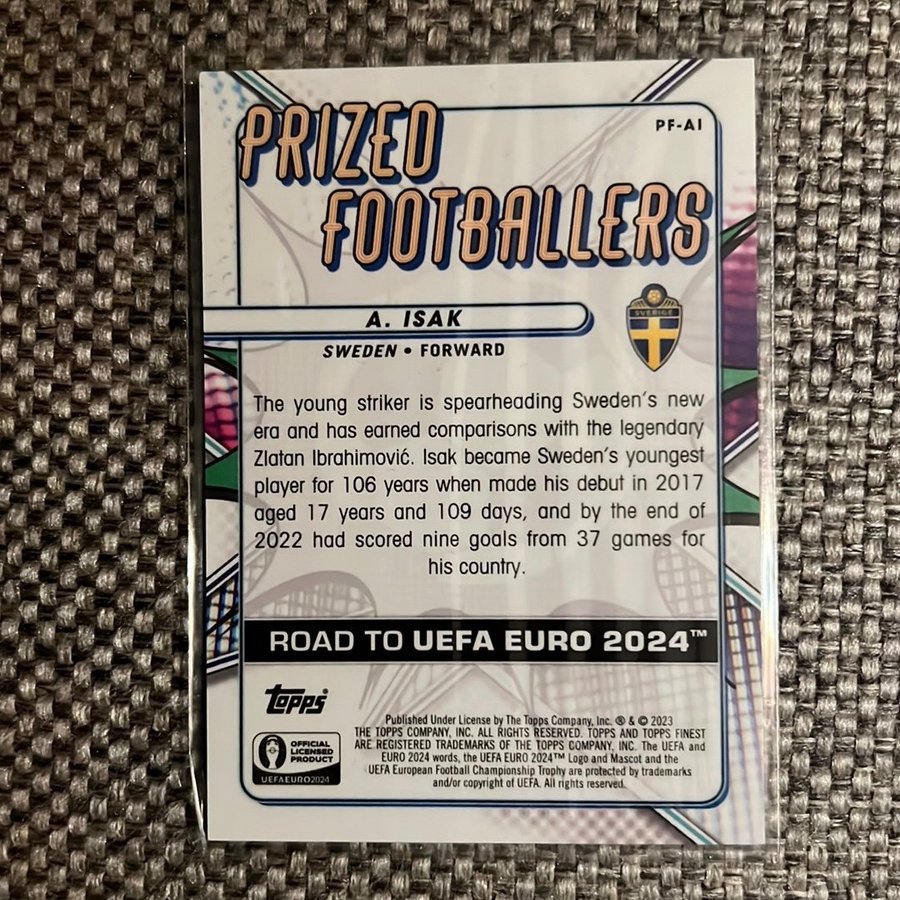 PRIZED
PF-AI
FOOTBALLERS
A. ISAK
SVERIGE
SWEDEN • FORWARD
The young striker is spearheading Sweden's new
era and has earned comparisons with the legendary
Zlatan Ibrahimović. Isak became Sweden's youngest
player for 106 years when made his debut in 2017
aged 17 years and 109 days, and by the end of
2022 had scored nine goals from 37 games for
his country.
ROAD TO UEFA EURO 2024™
topps®
Published Under License by The Topps Company, Inc. ® & © 2023
THE TOPPS COMPANY, INC. ALL RIGHTS RESERVED. TOPPS AND TOPPS FINEST
ARE REGISTERED TRADEMARKS OF THE TOPPS COMPANY, INC. The UEFA and
EURO 2024 words, the UEFA EURO 2024™ Logo and Mascot and the
UEFA European Football Championship Trophy are protected by trademarks
and/or copyright of UEFA. All rights reserved.
OFFICIAL
LICENSED
PRODUCT
UEFA EURO2024